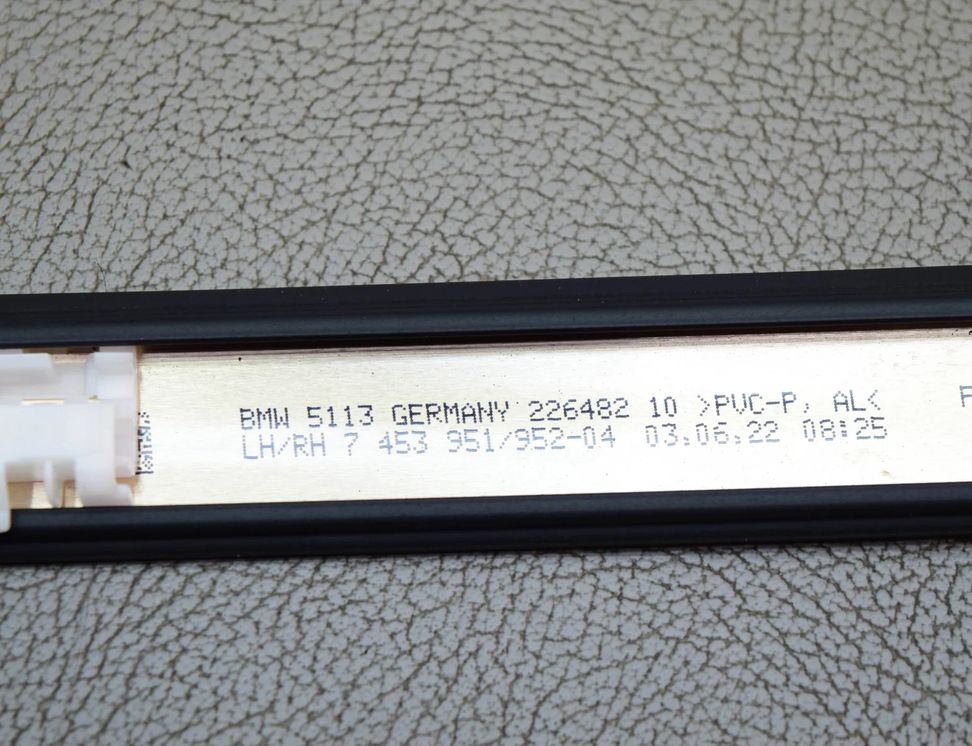 BMW 5113 GERMANY 226482 10 >PVC-P, AL<
LH/RH 7 453 951/952-04 03.06.22 08:25